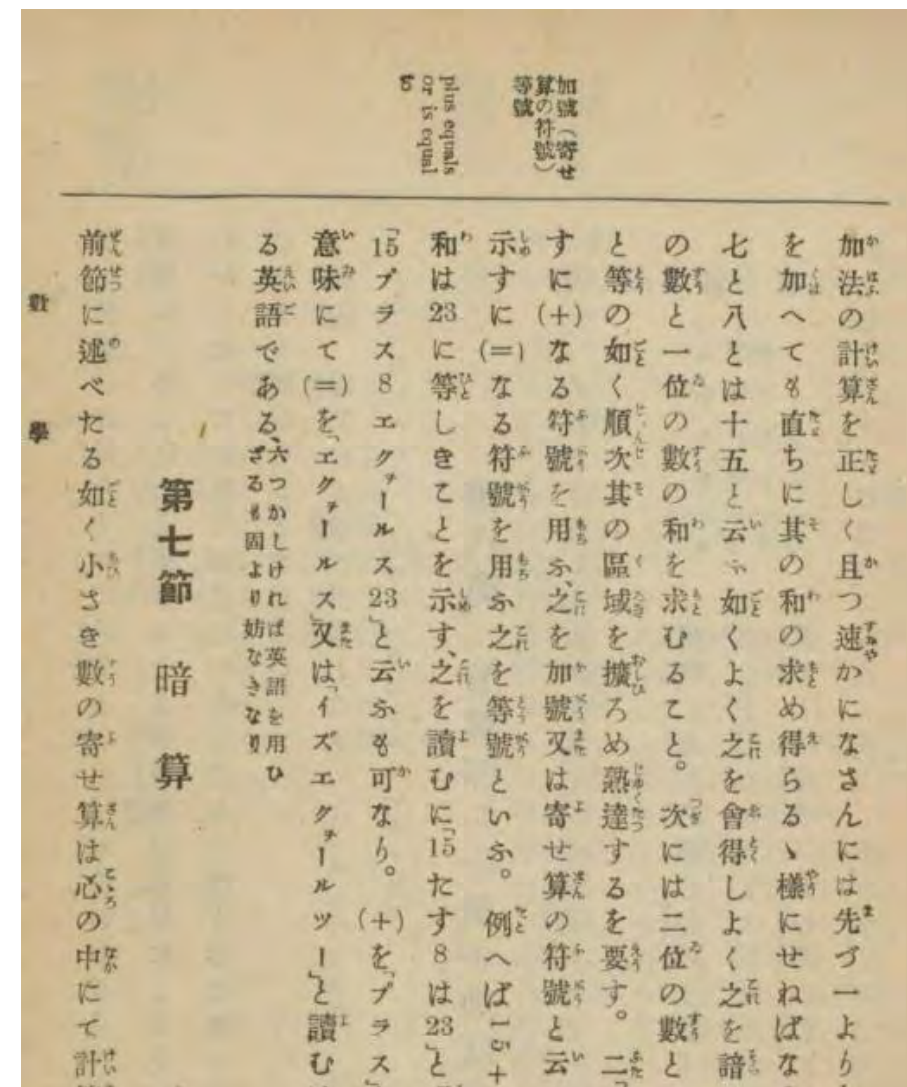 加號（寄せ
算の符號）
等號
plus equals
or is equal
to
加法の計算を正しく且つ速かになさんには先づ一より
を加へても直ちに其の和の求め得らるゝ樣にせねばな
七と八とは十五と云ふ如くよく之を會得しよく之を諳
の數と一位の數の和を求むること。次には二位の數と
と等の如く順次其の區域を擴ろめ熟達するを要す。二
すに(+)なる符號を用ふ、之を加號又は寄せ算の符號と云
示すに(=)なる符號を用ふ之を等號といふ。例へば15+
和は23に等しきことを示す、之を讀むに「15たす8は23」と
「15プラス8エクァールス23」と云ふも可なり。(+)を「プラス」
意味にて(=)を、「エクァールス」又は「イズエクァールツー」と讀む
る英語である、六つかしければ英語を用ひ
ざるも固より妨なきなり
第七節 暗算
前節に述べたる如く小さき數の寄せ算は心の中にて計
數學